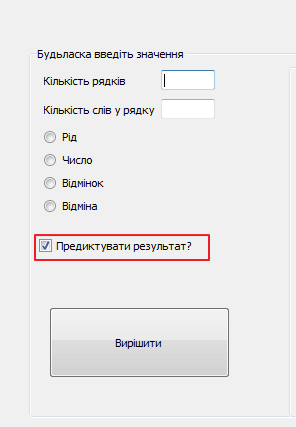 Будьласка введіть значення
Кількість рядків
Кількість слів у рядку
Рід
Число
Відмінок
Відміна
Предиктувати результат?
Вирішити